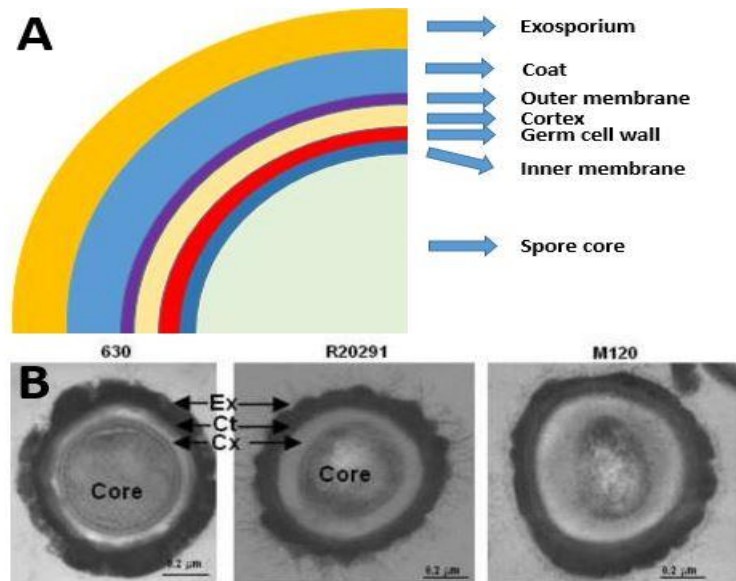 A
Exosporium
Coat
Outer membrane
Cortex
Germ cell wall
Inner membrane
Spore core
630
R20291
M120
B
Ex
Ct
Cx
Core
Core
0.2 µm
0.2 µm
0.2 µm